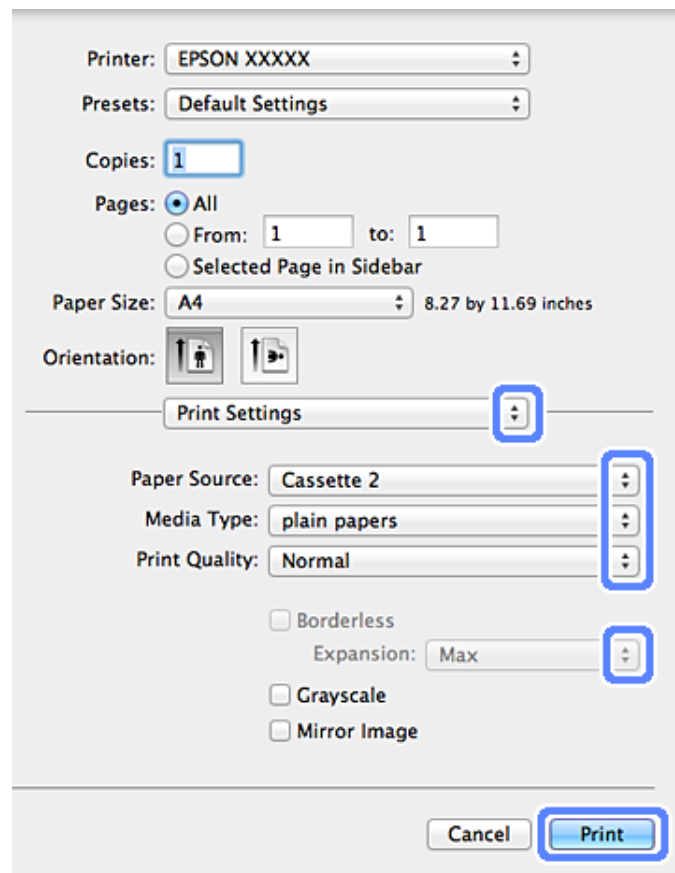 Printer: EPSON XXXXX
Presets: Default Settings
Copies: 1
Pages: All
From: 1 to: 1
Selected Page in Sidebar
Paper Size: A4 8.27 by 11.69 inches
Orientation:
Print Settings
Paper Source: Cassette 2
Media Type: plain papers
Print Quality: Normal
Borderless
Expansion: Max
Grayscale
Mirror Image
Cancel Print